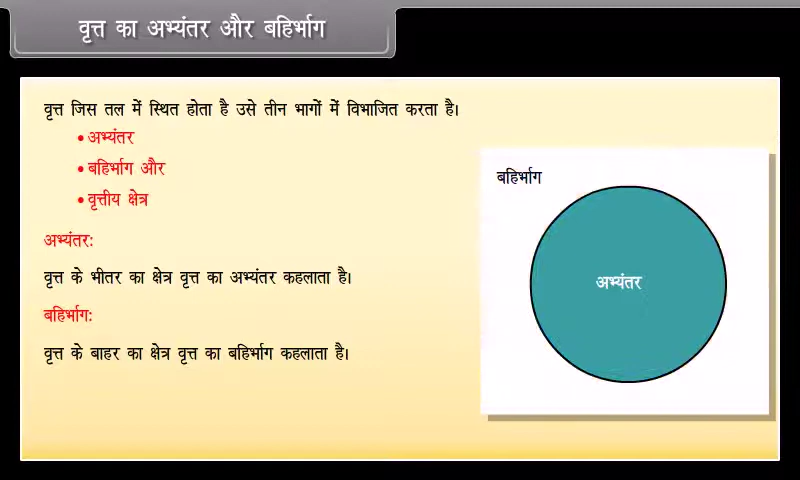 वृत्त का अभ्यंतर और बहिर्भाग
वृत्त जिस तल में स्थित होता है उसे तीन भागों में विभाजित करता है।
• अभ्यंतर
• बहिर्भाग और
• वृत्तीय क्षेत्र
अभ्यंतर:
वृत्त के भीतर का क्षेत्र वृत्त का अभ्यंतर कहलाता है।
बहिर्भाग:
वृत्त के बाहर का क्षेत्र वृत्त का बहिर्भाग कहलाता है।
बहिर्भाग
अभ्यंतर